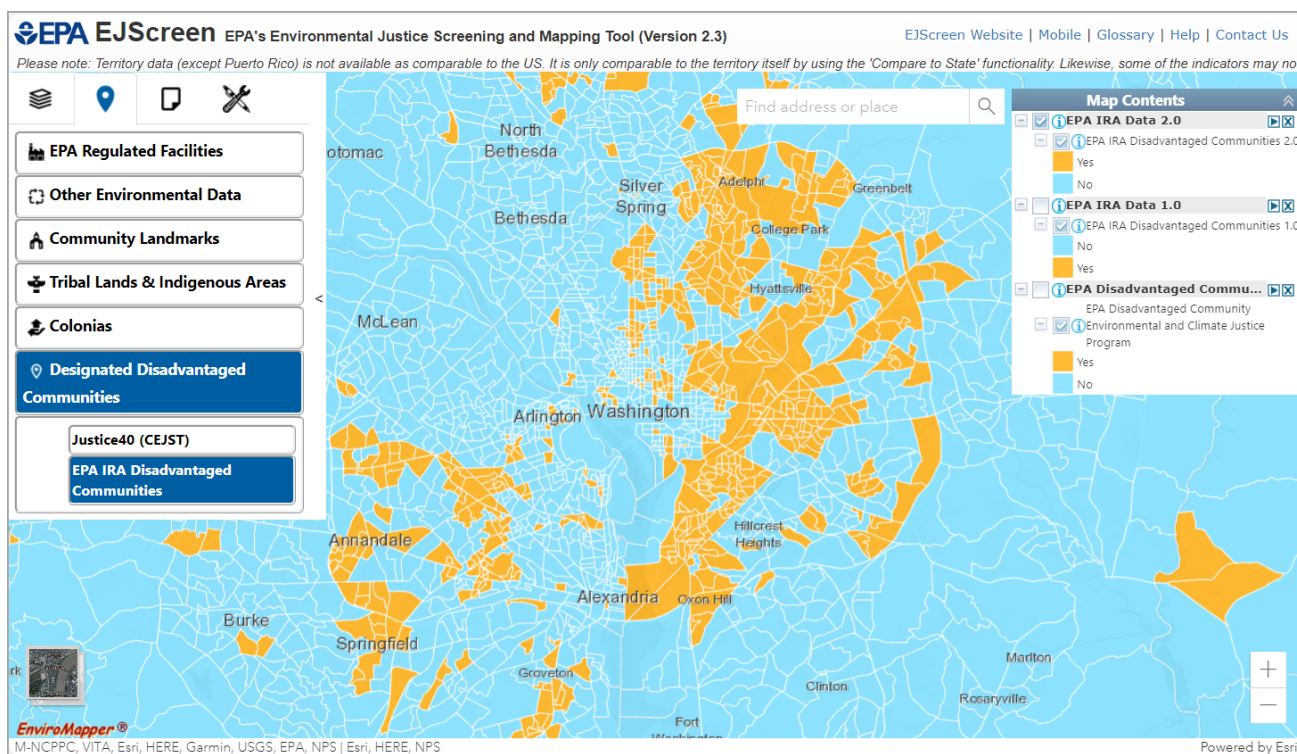 EPA EJScreen EPA's Environmental Justice Screening and Mapping Tool (Version 2.3)
EJScreen Website | Mobile | Glossary | Help | Contact Us
Please note: Territory data (except Puerto Rico) is not available as comparable to the US. It is only comparable to the territory itself by using the 'Compare to State' functionality. Likewise, some of the indicators may no
EPA Regulated Facilities
Other Environmental Data
Community Landmarks
Tribal Lands & Indigenous Areas
Colonias
Designated Disadvantaged
Communities
Justice40 (CEJST)
EPA IRA Disadvantaged
Communities
<
Find address or place
Map Contents
EPA IRA Data 2.0
EPA IRA Disadvantaged Communities 2.0
Yes
No
EPA IRA Data 1.0
EPA IRA Disadvantaged Communities 1.0
No
Yes
EPA Disadvantaged Commu...
EPA Disadvantaged Community
Environmental and Climate Justice
Program
Yes
No
otomac
North
Bethesda
Silver
Spring
Adelphi
Greenbelt
Bethesda
College Park
Hyattsville
McLean
Arlington
Washington
Annandale
Hillcrest
Heights
Alexandria
Oxon Hill
Burke
Springfield
Groveton
Marlton
Clinton
Rosaryville
Fort
Washington
rk
+
−
EnviroMapper ®
M-NCPPC, VITA, Esri, HERE, Garmin, USGS, EPA, NPS | Esri, HERE, NPS
Powered by Esri